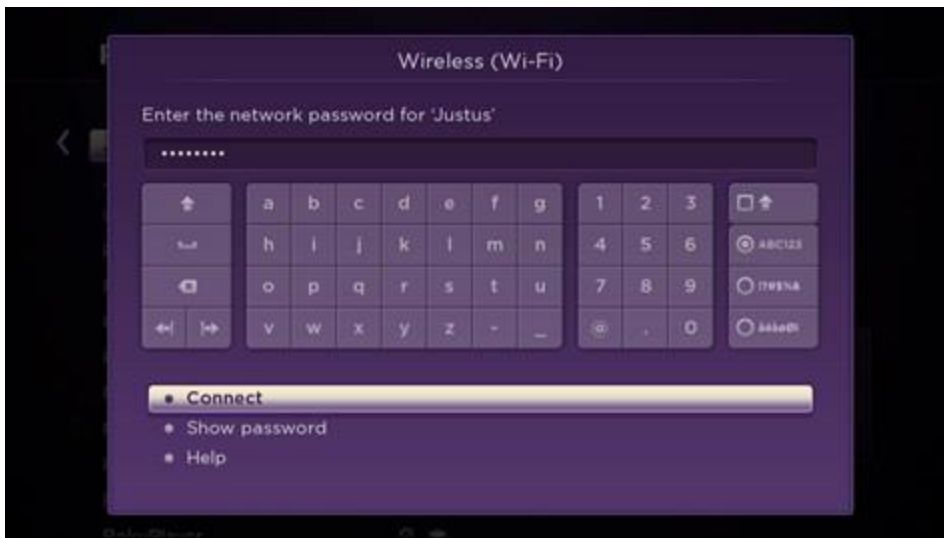 Wireless (Wi-Fi)
Enter the network password for 'Justus'
••••••••
a b c d e f g 1 2 3
h i j k l m n 4 5 6 ABC123
o p q r s t u 7 8 9
v w x y z - _ @ . 0
Connect
Show password
Help